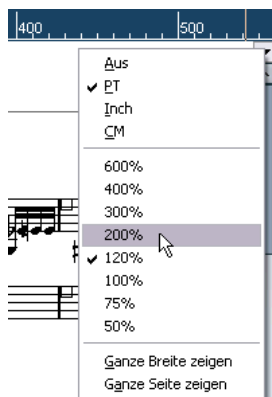 400 500
Aus
PT
Inch
CM
600%
400%
300%
200%
120%
100%
75%
50%
Ganze Breite zeigen
Ganze Seite zeigen